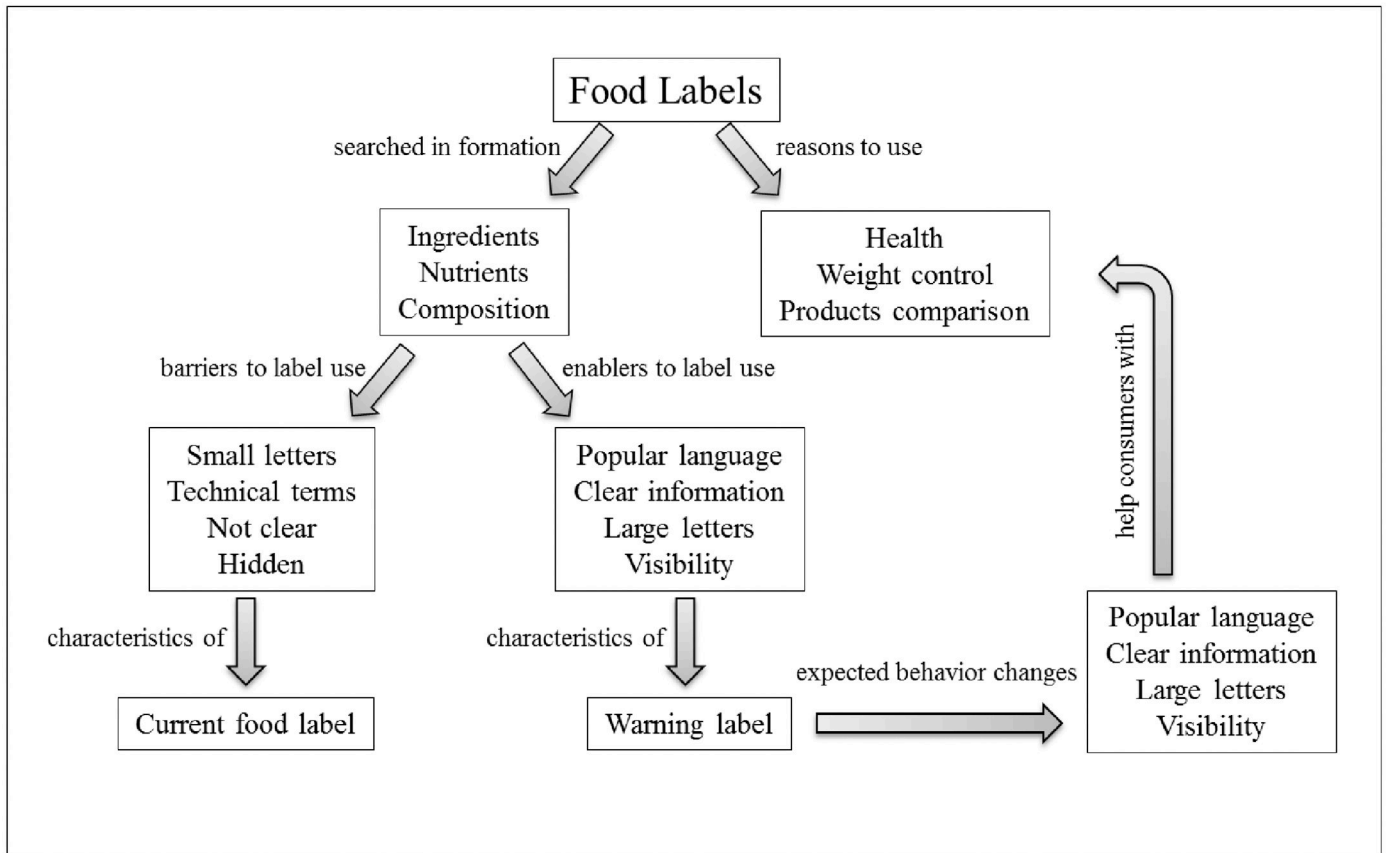 Food Labels
searched in formation
reasons to use
Ingredients
Nutrients
Composition
Health
Weight control
Products comparison
barriers to label use
enablers to label use
help consumers with
Small letters
Technical terms
Not clear
Hidden
Popular language
Clear information
Large letters
Visibility
characteristics of
characteristics of
expected behavior changes
Popular language
Clear information
Large letters
Visibility
Current food label
Warning label